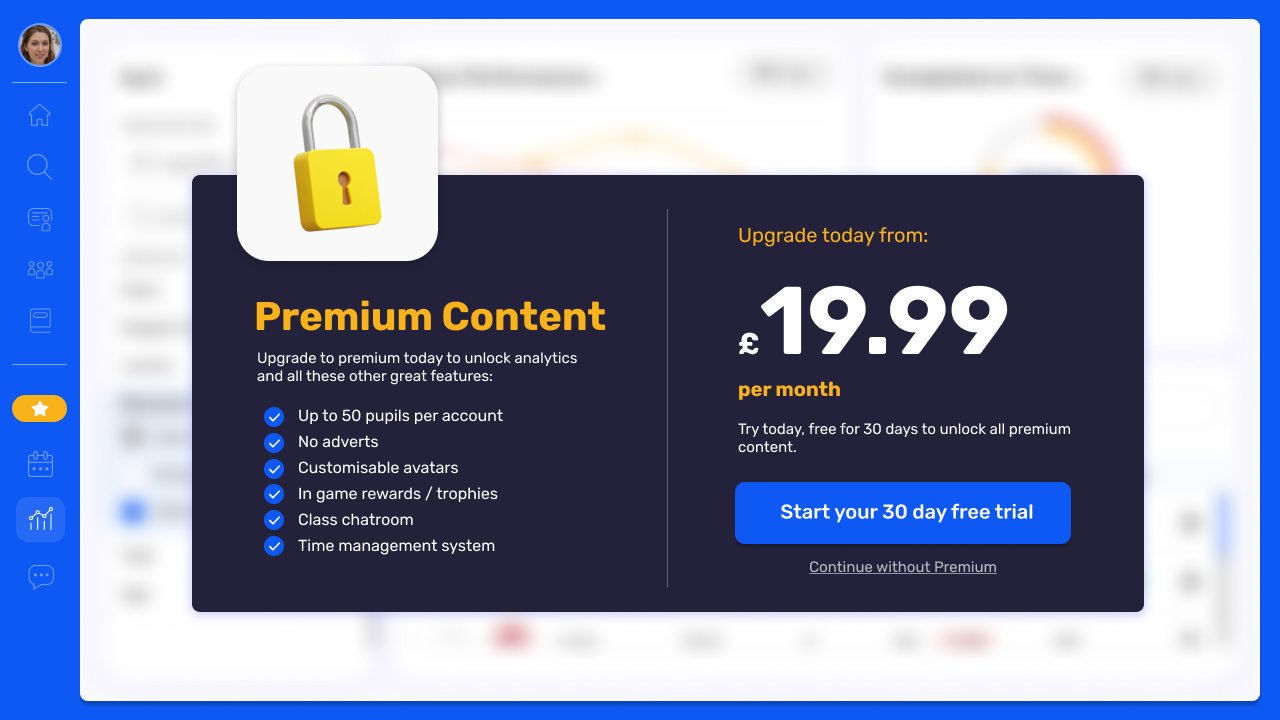 Premium Content
Upgrade to premium today to unlock analytics
and all these other great features:
Up to 50 pupils per account
No adverts
Customisable avatars
In game rewards / trophies
Class chatroom
Time management system
Upgrade today from:
£19.99
per month
Try today, free for 30 days to unlock all premium
content.
Start your 30 day free trial
Continue without Premium